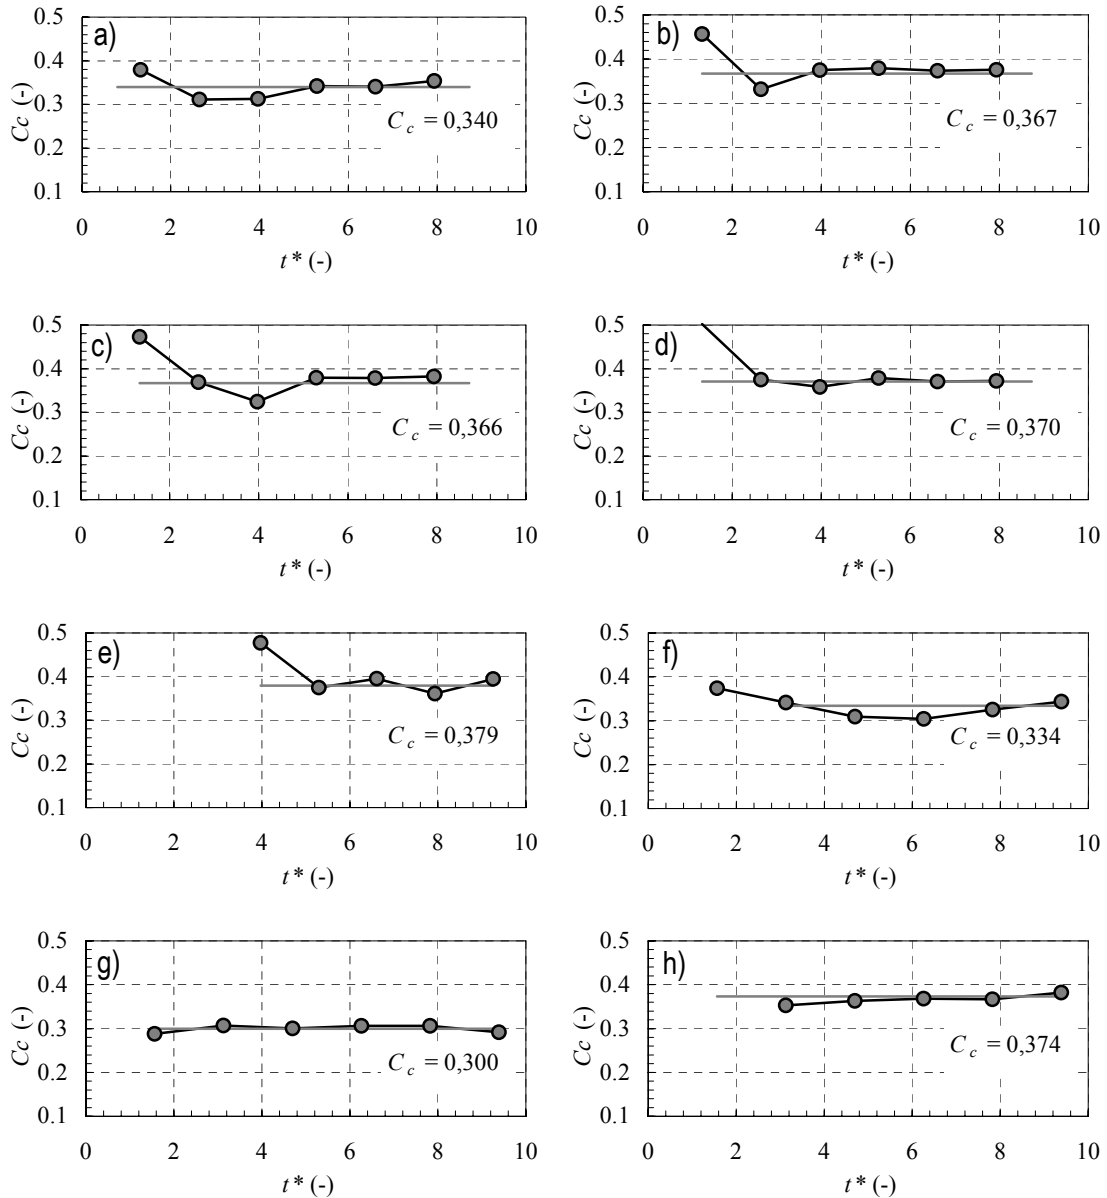 a)
0.5
0.4
0.3
0.2
0.1
Cc (-)
C c = 0,340
0 2 4 6 8 10
t* (-)
b)
0.5
0.4
0.3
0.2
0.1
Cc (-)
C c = 0,367
0 2 4 6 8 10
t* (-)
c)
0.5
0.4
0.3
0.2
0.1
Cc (-)
C c = 0,366
0 2 4 6 8 10
t* (-)
d)
0.5
0.4
0.3
0.2
0.1
Cc (-)
C c = 0,370
0 2 4 6 8 10
t* (-)
e)
0.5
0.4
0.3
0.2
0.1
Cc (-)
C c = 0,379
0 2 4 6 8 10
t* (-)
f)
0.5
0.4
0.3
0.2
0.1
Cc (-)
C c = 0,334
0 2 4 6 8 10
t* (-)
g)
0.5
0.4
0.3
0.2
0.1
Cc (-)
C c = 0,300
0 2 4 6 8 10
t* (-)
h)
0.5
0.4
0.3
0.2
0.1
Cc (-)
C c = 0,374
0 2 4 6 8 10
t* (-)